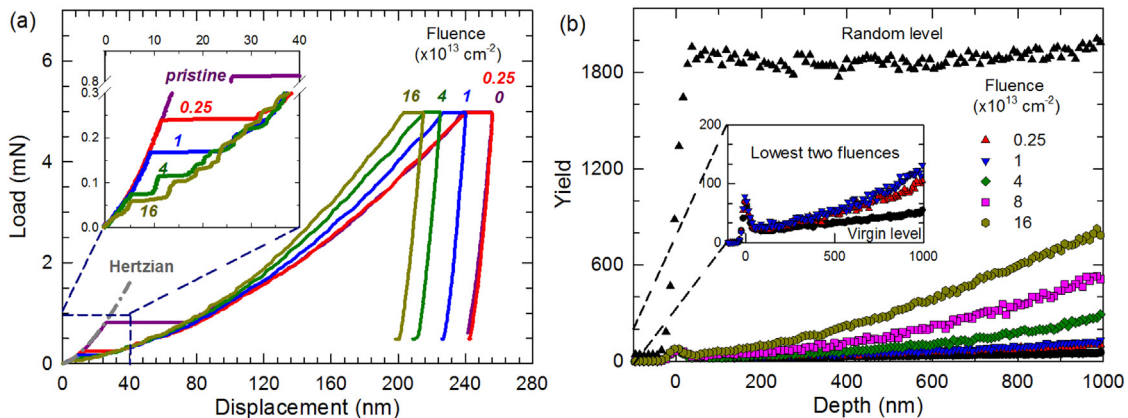 (a)
0 10 20 30 40
Fluence
(x10¹³ cm⁻²)
0.25
16 4 1 0
pristine
0.25
1
4
16
0.8
0.3
0.2
0.1
0.0
Hertzian
6
5
4
3
2
1
0
Load (mN)
0 40 80 120 160 200 240 280
Displacement (nm)
(b)
Random level
Fluence
(x10¹³ cm⁻²)
0.25
1
4
8
16
200
100
0
Lowest two fluences
Virgin level
0 500 1000
1800
1200
600
0
Yield
0 200 400 600 800 1000
Depth (nm)